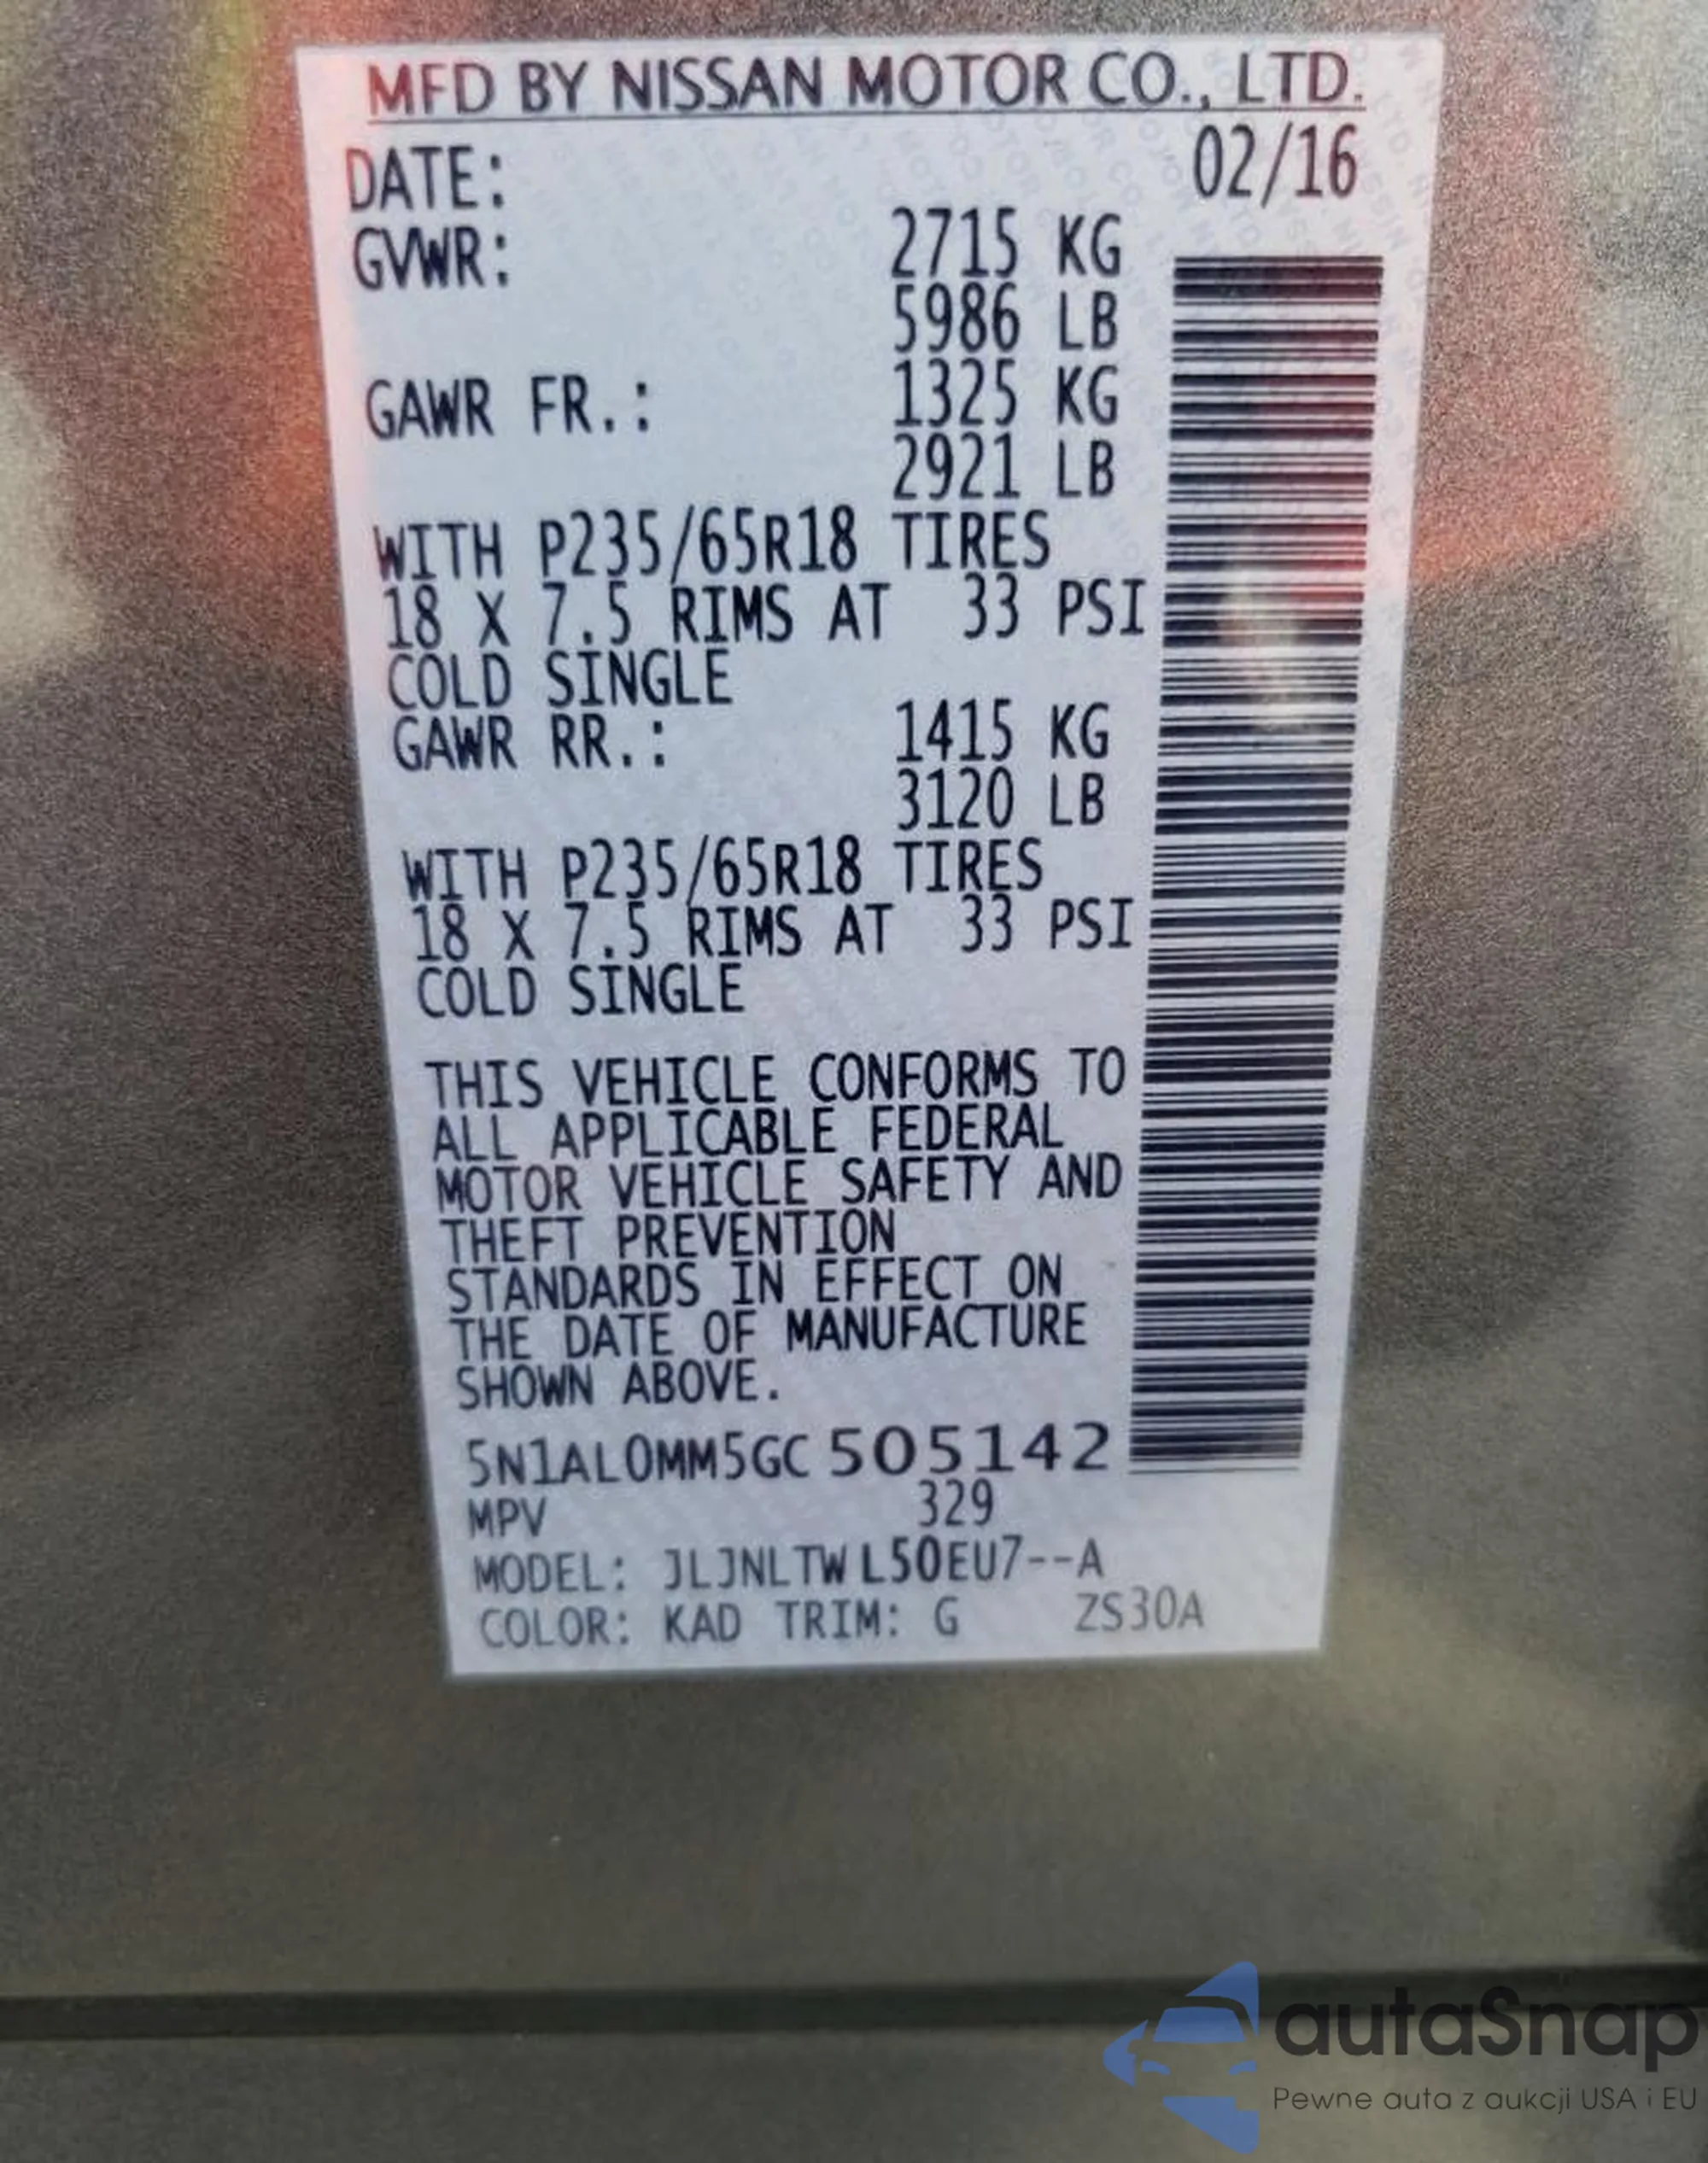 MFD BY NISSAN MOTOR CO., LTD.
DATE: 02/16
GVWR: 2715 KG
5986 LB
GAWR FR.: 1325 KG
2921 LB
WITH P235/65R18 TIRES
18 X 7.5 RIMS AT 33 PSI
COLD SINGLE
GAWR RR.: 1415 KG
3120 LB
WITH P235/65R18 TIRES
18 X 7.5 RIMS AT 33 PSI
COLD SINGLE
THIS VEHICLE CONFORMS TO
ALL APPLICABLE FEDERAL
MOTOR VEHICLE SAFETY AND
THEFT PREVENTION
STANDARDS IN EFFECT ON
THE DATE OF MANUFACTURE
SHOWN ABOVE.
5N1AL0MM5GC 505142
MPV 329
MODEL: JLJNLTW L50EU7--A
COLOR: KAD TRIM: G ZS30A
autaSnap
Pewne auta z aukcji USA i EU